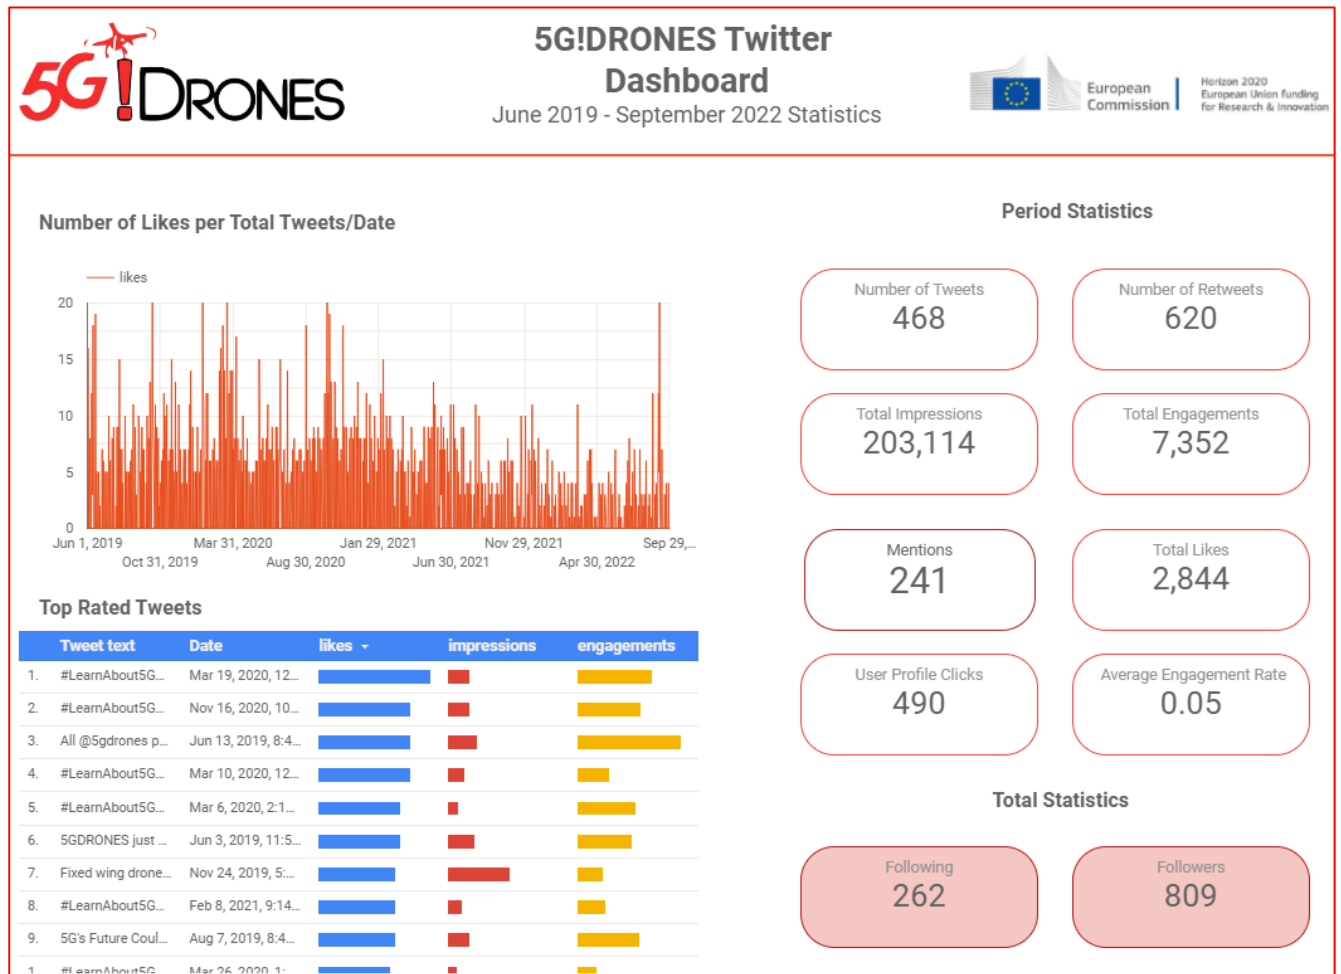 5G!DRONES
5G!DRONES Twitter
Dashboard
June 2019 - September 2022 Statistics
European
Commission
Horizon 2020
European Union funding
for Research & Innovation
Number of Likes per Total Tweets/Date
likes
20
15
10
5
0
Jun 1, 2019
Oct 31, 2019
Mar 31, 2020
Aug 30, 2020
Jan 29, 2021
Jun 30, 2021
Nov 29, 2021
Apr 30, 2022
Sep 29,...
Top Rated Tweets
Tweet text Date likes impressions engagements
1. #LearnAbout5G... Mar 19, 2020, 12...
2. #LearnAbout5G... Nov 16, 2020, 10...
3. All @5gdrones p... Jun 13, 2019, 8:4...
4. #LearnAbout5G... Mar 10, 2020, 12...
5. #LearnAbout5G... Mar 6, 2020, 2:1...
6. 5GDRONES just ... Jun 3, 2019, 11:5...
7. Fixed wing drone... Nov 24, 2019, 5:...
8. #LearnAbout5G... Feb 8, 2021, 9:14...
9. 5G's Future Coul... Aug 7, 2019, 8:4...
1. #LearnAbout5G Mar 26, 2020, 1:
Period Statistics
Number of Tweets
468
Number of Retweets
620
Total Impressions
203,114
Total Engagements
7,352
Mentions
241
Total Likes
2,844
User Profile Clicks
490
Average Engagement Rate
0.05
Total Statistics
Following
262
Followers
809